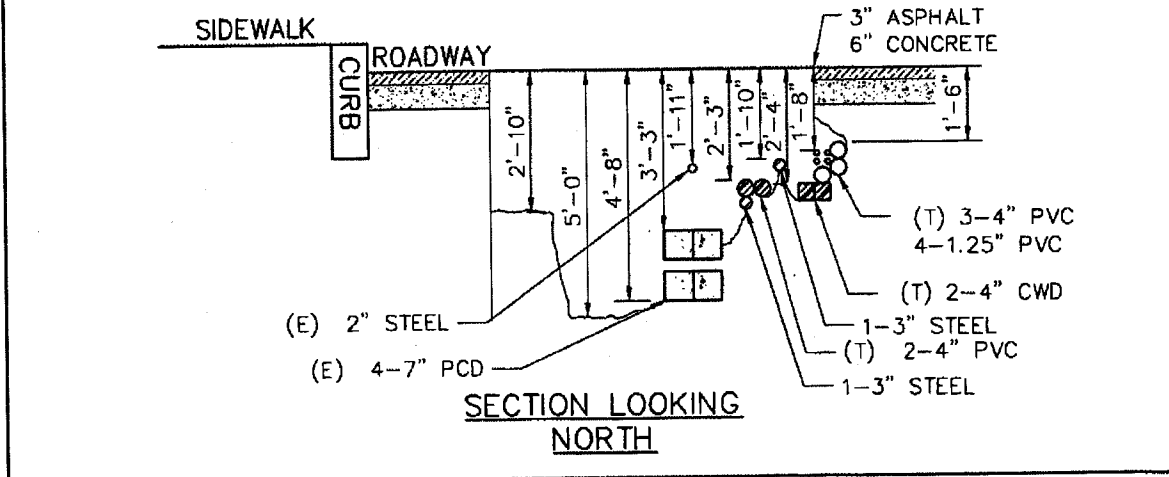 SIDEWALK
CURB
ROADWAY
3" ASPHALT
6" CONCRETE
2'-10"
5'-0"
4'-8"
3'-3"
1'-11"
2'-3"
1'-10"
2'-4"
1'-8"
1'-6"
(T) 3-4" PVC
4-1.25" PVC
(T) 2-4" CWD
1-3" STEEL
(T) 2-4" PVC
1-3" STEEL
(E) 2" STEEL
(E) 4-7" PCD
SECTION LOOKING
NORTH